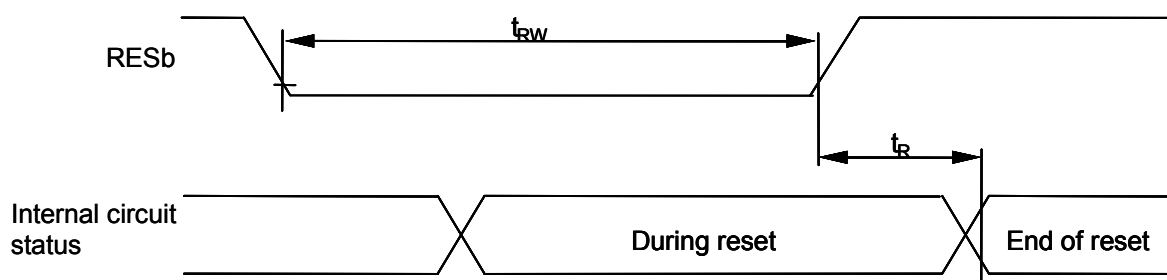 tRW
RESb
tR
Internal circuit
status
During reset
End of reset